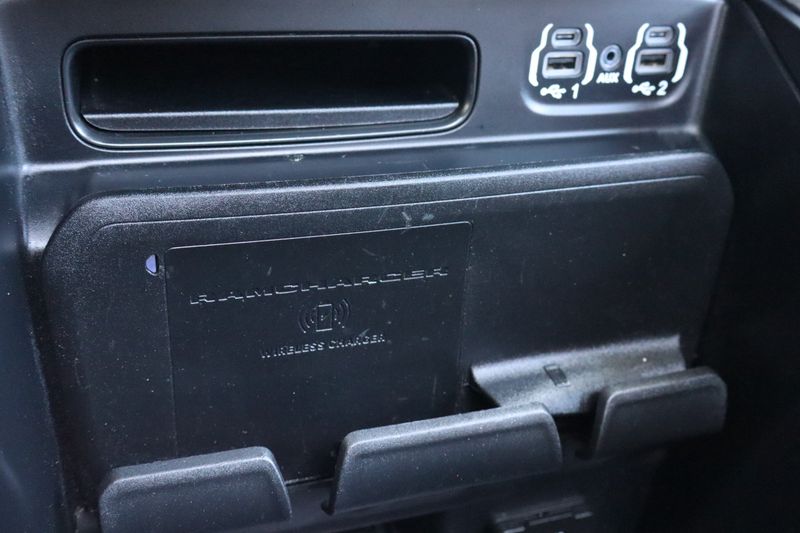 1 AUX 2
RAMCHARGER
WIRELESS CHARGER